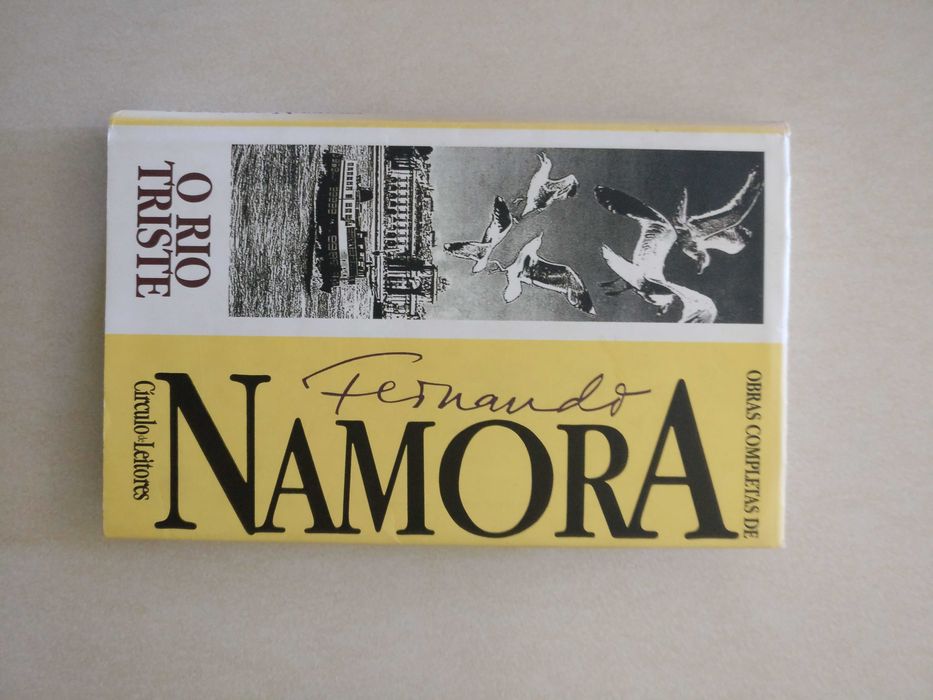 OBRAS COMPLETAS DE
Fernando
NAMORA
O RIO
TRISTE
Círculo de Leitores